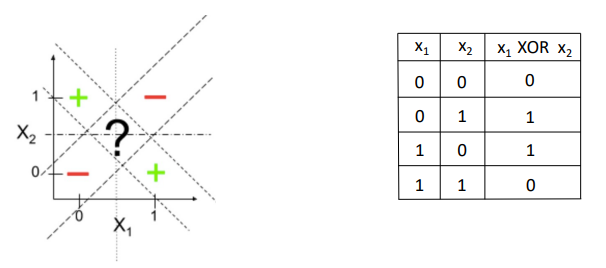 1
X₂
0
?
+
−
−
+
0
1
X₁
x₁ x₂ x₁ XOR x₂
0 0 0
0 1 1
1 0 1
1 1 0